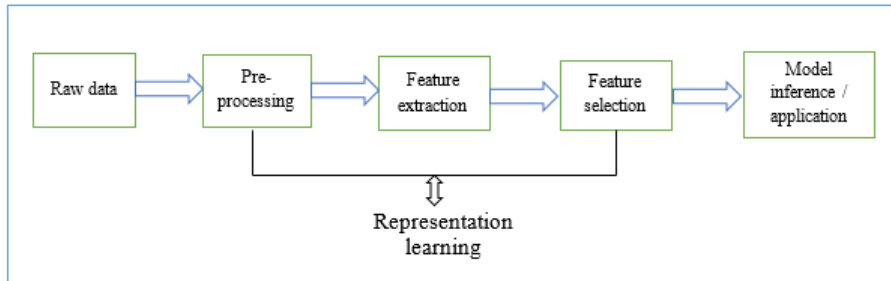 Raw data
Pre-
processing
Feature
extraction
Feature
selection
Model
inference /
application
Representation
learning